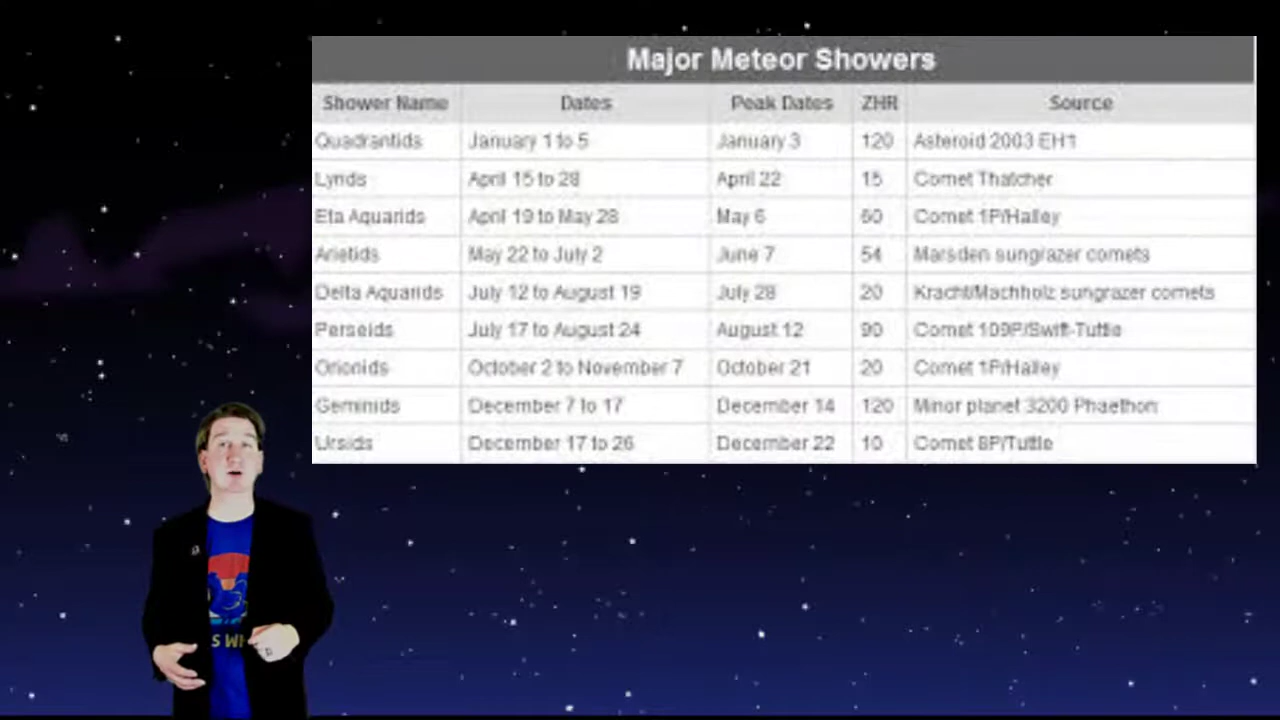 Major Meteor Showers
Shower Name Dates Peak Dates ZHR Source
Quadrantids January 1 to 5 January 3 120 Asteroid 2003 EH1
Lyrids April 15 to 28 April 22 15 Comet Thatcher
Eta Aquarids April 19 to May 28 May 6 60 Comet 1P/Halley
Arietids May 22 to July 2 June 7 54 Marsden sungrazer comets
Delta Aquarids July 12 to August 19 July 28 20 Kracht/Machholz sungrazer comets
Perseids July 17 to August 24 August 12 90 Comet 109P/Swift-Tuttle
Orionids October 2 to November 7 October 21 20 Comet 1P/Halley
Geminids December 7 to 17 December 14 120 Minor planet 3200 Phaethon
Ursids December 17 to 26 December 22 10 Comet 8P/Tuttle